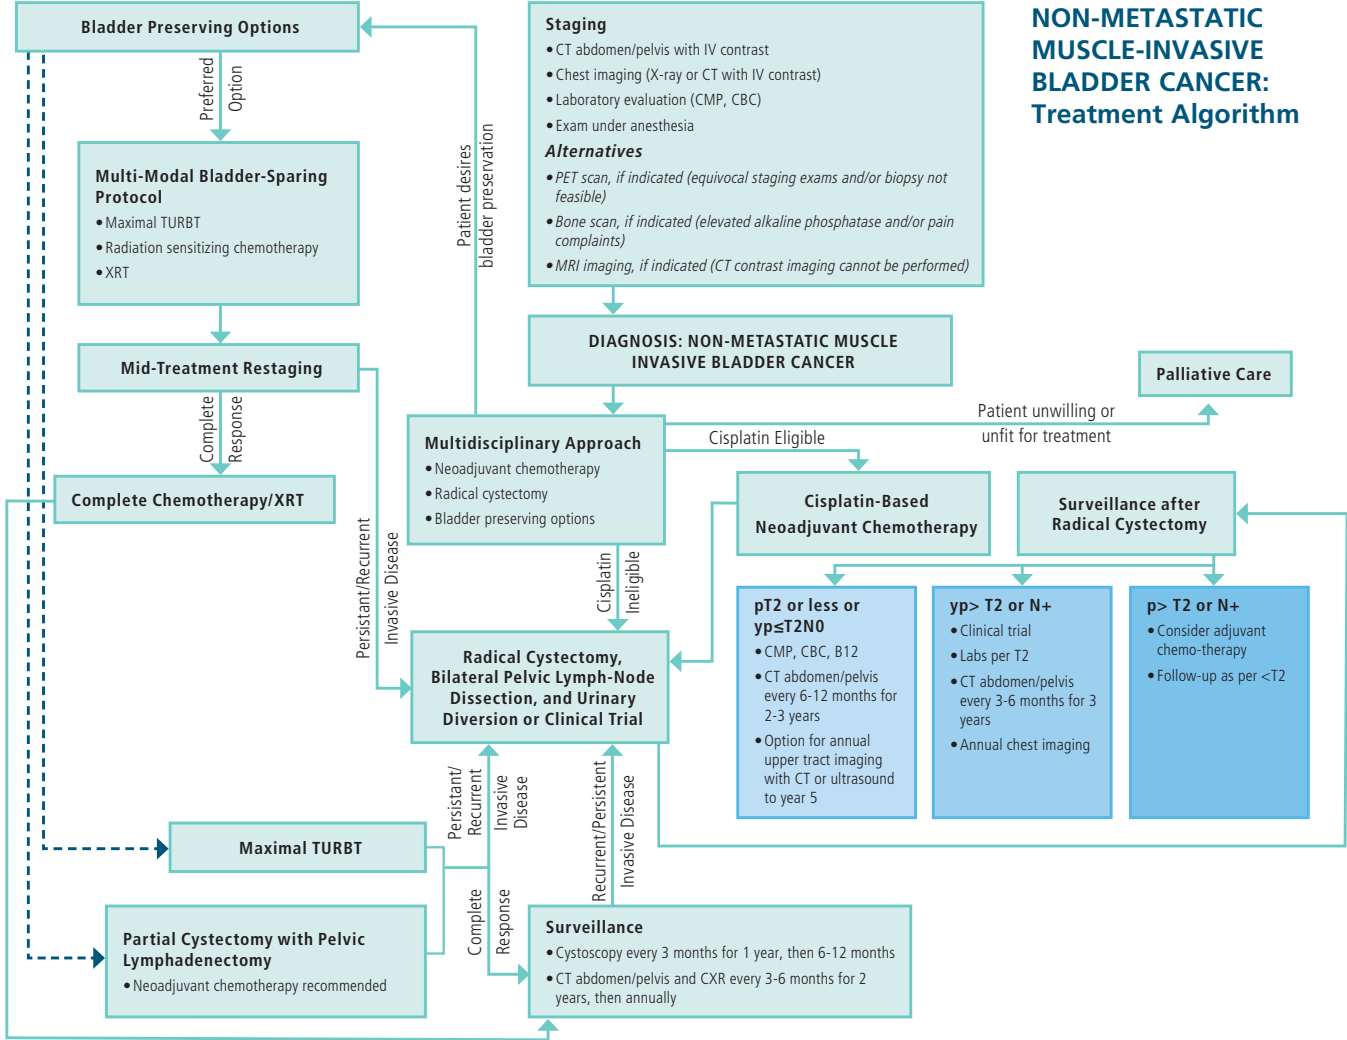 NON-METASTATIC
MUSCLE-INVASIVE
BLADDER CANCER:
Treatment Algorithm
Bladder Preserving Options
Preferred
Option
Multi-Modal Bladder-Sparing
Protocol
• Maximal TURBT
• Radiation sensitizing chemotherapy
• XRT
Mid-Treatment Restaging
Complete
Response
Complete Chemotherapy/XRT
Patient desires
bladder preservation
Persistant/Recurrent
Invasive Disease
Staging
• CT abdomen/pelvis with IV contrast
• Chest imaging (X-ray or CT with IV contrast)
• Laboratory evaluation (CMP, CBC)
• Exam under anesthesia
Alternatives
• PET scan, if indicated (equivocal staging exams and/or biopsy not
feasible)
• Bone scan, if indicated (elevated alkaline phosphatase and/or pain
complaints)
• MRI imaging, if indicated (CT contrast imaging cannot be performed)
DIAGNOSIS: NON-METASTATIC MUSCLE
INVASIVE BLADDER CANCER
Multidisciplinary Approach
• Neoadjuvant chemotherapy
• Radical cystectomy
• Bladder preserving options
Patient unwilling or
unfit for treatment
Palliative Care
Cisplatin Eligible
Cisplatin-Based
Neoadjuvant Chemotherapy
Surveillance after
Radical Cystectomy
Cisplatin
Ineligible
pT2 or less or
yp≤T2N0
• CMP, CBC, B12
• CT abdomen/pelvis
every 6-12 months for
2-3 years
• Option for annual
upper tract imaging
with CT or ultrasound
to year 5
yp> T2 or N+
• Clinical trial
• Labs per T2
• CT abdomen/pelvis
every 3-6 months for 3
years
• Annual chest imaging
p> T2 or N+
• Consider adjuvant
chemo-therapy
• Follow-up as per <T2
Radical Cystectomy,
Bilateral Pelvic Lymph-Node
Dissection, and Urinary
Diversion or Clinical Trial
Persistant/
Recurrent
Invasive
Disease
Recurrent/Persistent
Invasive Disease
Maximal TURBT
Complete
Response
Partial Cystectomy with Pelvic
Lymphadenectomy
• Neoadjuvant chemotherapy recommended
Surveillance
• Cystoscopy every 3 months for 1 year, then 6-12 months
• CT abdomen/pelvis and CXR every 3-6 months for 2
years, then annually